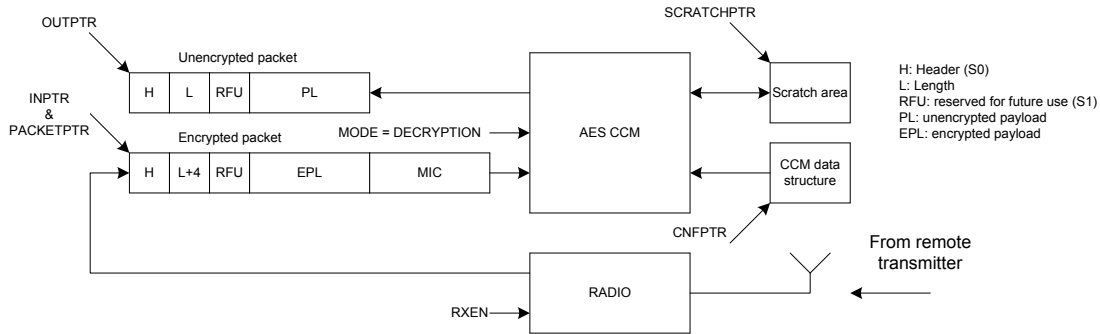 OUTPTR
SCRATCHPTR
Unencrypted packet
H L RFU PL
INPTR
&
PACKETPTR
MODE = DECRYPTION
Encrypted packet
H L+4 RFU EPL MIC
AES CCM
Scratch area
CCM data
structure
CNFPTR
H: Header (S0)
L: Length
RFU: reserved for future use (S1)
PL: unencrypted payload
EPL: encrypted payload
RADIO
RXEN
From remote
transmitter